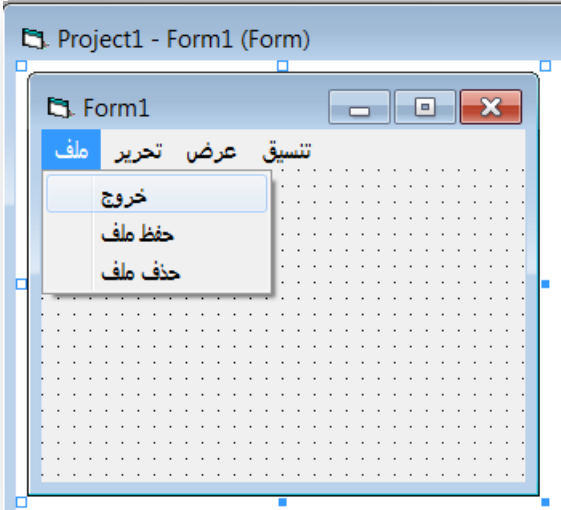 Project1 - Form1 (Form)
Form1
ملف تحرير عرض تنسيق
خروج
حفظ ملف
حذف ملف